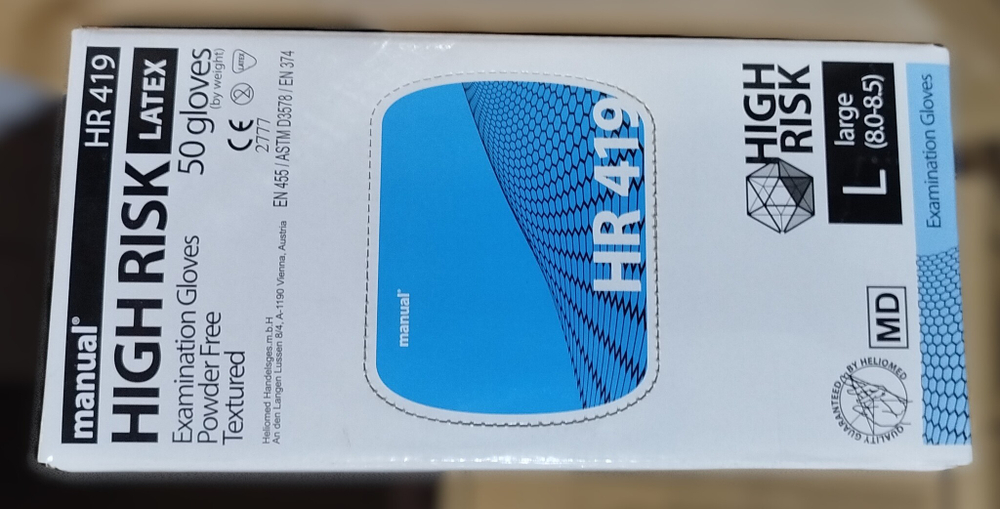 manual® HR 419
HIGH RISK LATEX
Examination Gloves 50 gloves
Powder Free (by weight)
Textured CE
2777
LATEX
Heliomed Handelsges.m.b.H
An den Langen Lüssen 8/4, A-1190 Vienna, Austria EN 455 / ASTM D3578 / EN 374
manual®
HR 419
HIGH
RISK
L large
(8.0-8.5)
MD
QUALITY GUARANTEED BY HELIOMED
Examination Gloves